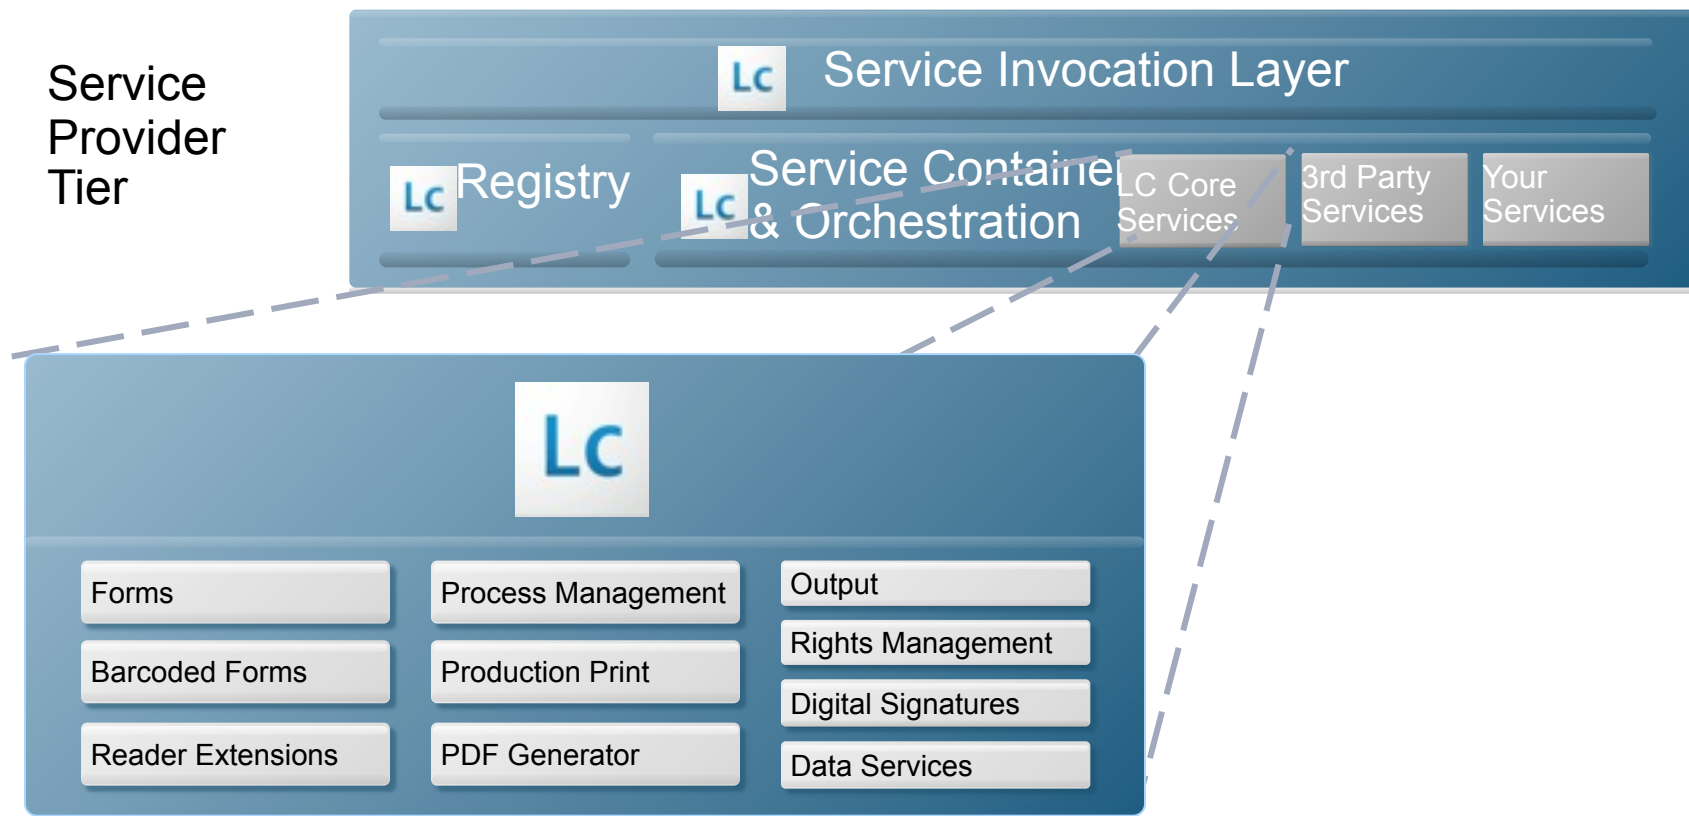 Service
Provider
Tier
Lc Service Invocation Layer
Lc Registry
Lc Service Container
& Orchestration
LC Core
Services
3rd Party
Services
Your
Services
Lc
Forms
Barcoded Forms
Reader Extensions
Process Management
Production Print
PDF Generator
Output
Rights Management
Digital Signatures
Data Services